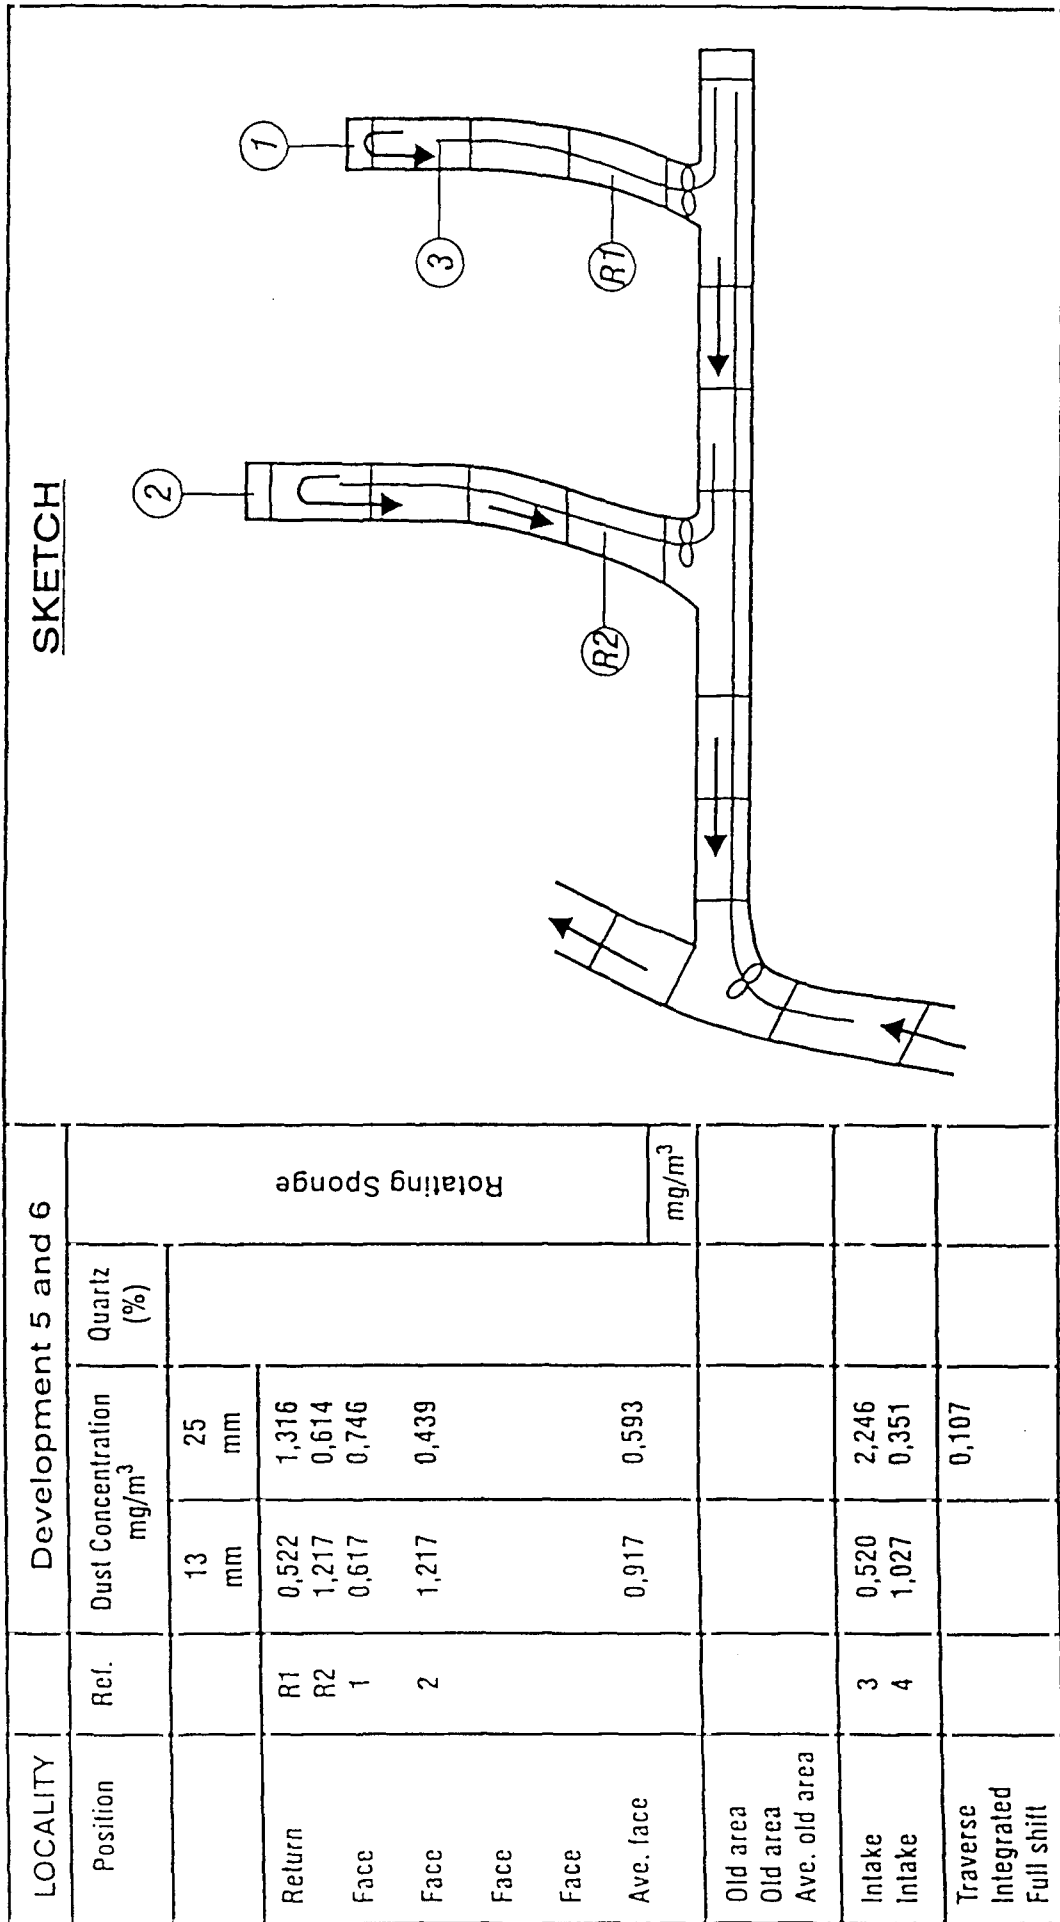 LOCALITY Development 5 and 6
Position Ref. Dust Concentration mg/m³ Quartz (%) Rotating Sponge
13 mm 25 mm
Return R1 0,522 1,316
R2 1,217 0,614
Face 1 0,617 0,746
Face 2 1,217 0,439
Face
Face
Ave. face 0,917 0,593 mg/m³
Old area
Old area
Ave. old area
Intake 3 0,520 2,246
Intake 4 1,027 0,351
Traverse 0,107
Integrated
Full shift
SKETCH
2
1
3
R2
R1